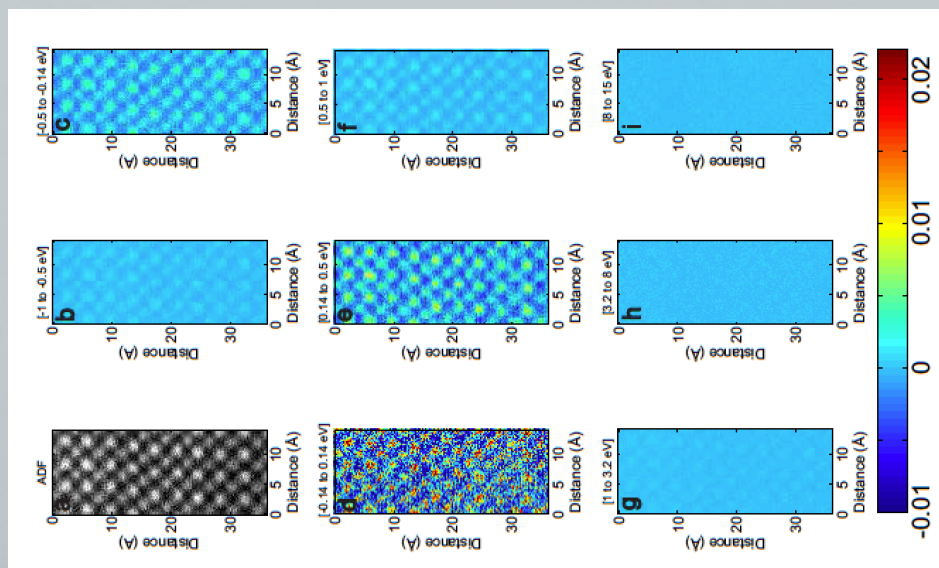 ADF
a
0
10
20
30
Distance (Å)
0 5 10
Distance (Å)
[-1 to -0.5 eV]
b
0
10
20
30
Distance (Å)
0 5 10
Distance (Å)
[-0.5 to -0.14 eV]
c
0
10
20
30
Distance (Å)
0 5 10
Distance (Å)
[-0.14 to 0.14 eV]
d
0
10
20
30
Distance (Å)
0 5 10
Distance (Å)
[0.14 to 0.5 eV]
e
0
10
20
30
Distance (Å)
0 5 10
Distance (Å)
[0.5 to 1 eV]
f
0
10
20
30
Distance (Å)
0 5 10
Distance (Å)
[1 to 3.2 eV]
g
0
10
20
30
Distance (Å)
0 5 10
Distance (Å)
[3.2 to 8 eV]
h
0
10
20
30
Distance (Å)
0 5 10
Distance (Å)
[8 to 15 eV]
i
0
10
20
30
Distance (Å)
0 5 10
Distance (Å)
-0.01 0 0.01 0.02